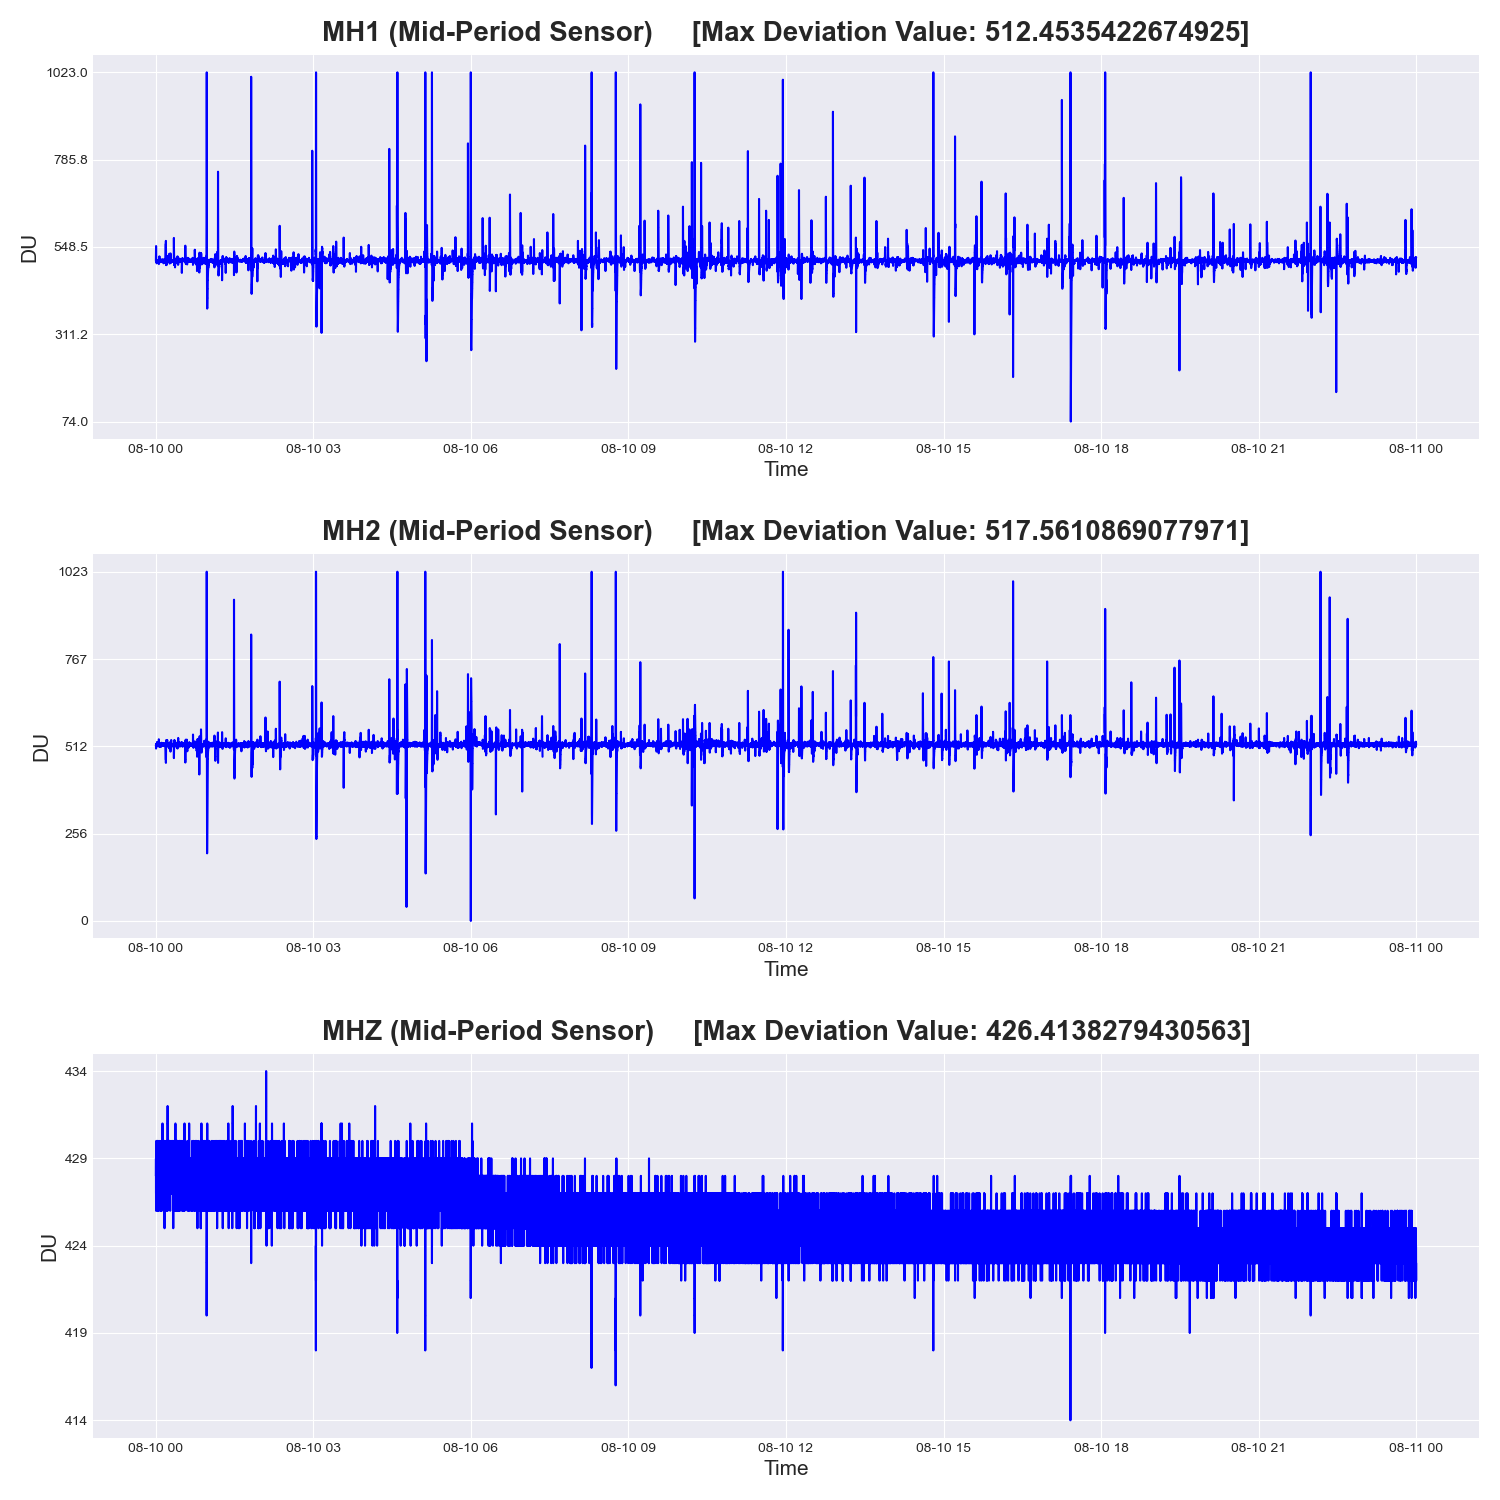 MH1 (Mid-Period Sensor) [Max Deviation Value: 512.4535422674925]
1023.0
785.8
548.5
311.2
74.0
DU
08-10 00 08-10 03 08-10 06 08-10 09 08-10 12 08-10 15 08-10 18 08-10 21 08-11 00
Time
MH2 (Mid-Period Sensor) [Max Deviation Value: 517.5610869077971]
1023
767
512
256
0
DU
08-10 00 08-10 03 08-10 06 08-10 09 08-10 12 08-10 15 08-10 18 08-10 21 08-11 00
Time
MHZ (Mid-Period Sensor) [Max Deviation Value: 426.4138279430563]
434
429
424
419
414
DU
08-10 00 08-10 03 08-10 06 08-10 09 08-10 12 08-10 15 08-10 18 08-10 21 08-11 00
Time